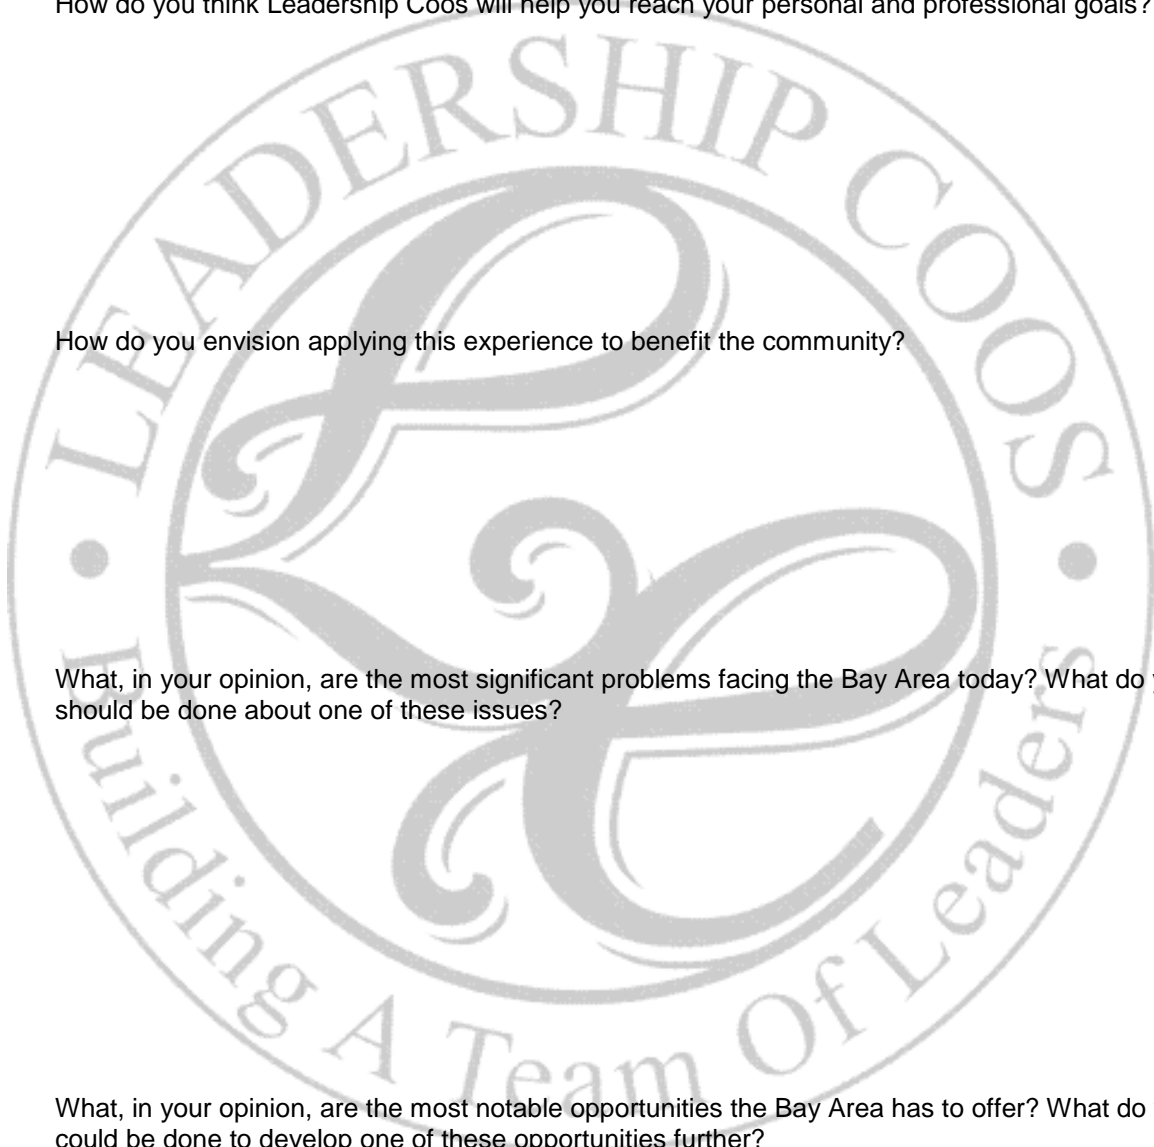 How do you think Leadership Coos will help you reach your personal and professional goals?
LEADERSHIP COOS
How do you envision applying this experience to benefit the community?
What, in your opinion, are the most significant problems facing the Bay Area today? What do
should be done about one of these issues?
Building A Team Of Leaders
What, in your opinion, are the most notable opportunities the Bay Area has to offer? What do
could be done to develop one of these opportunities further?